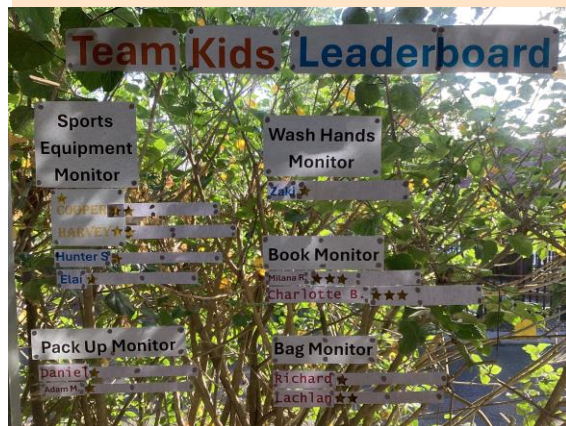 Team Kids Leaderboard
Sports
Equipment
Monitor
COOPER
HARVEY
Hunter S
Elai
Wash Hands
Monitor
Zaki
Book Monitor
Milana R.
Charlotte B.
Pack Up Monitor
Daniel
Adam M.
Bag Monitor
Richard
Lachlan